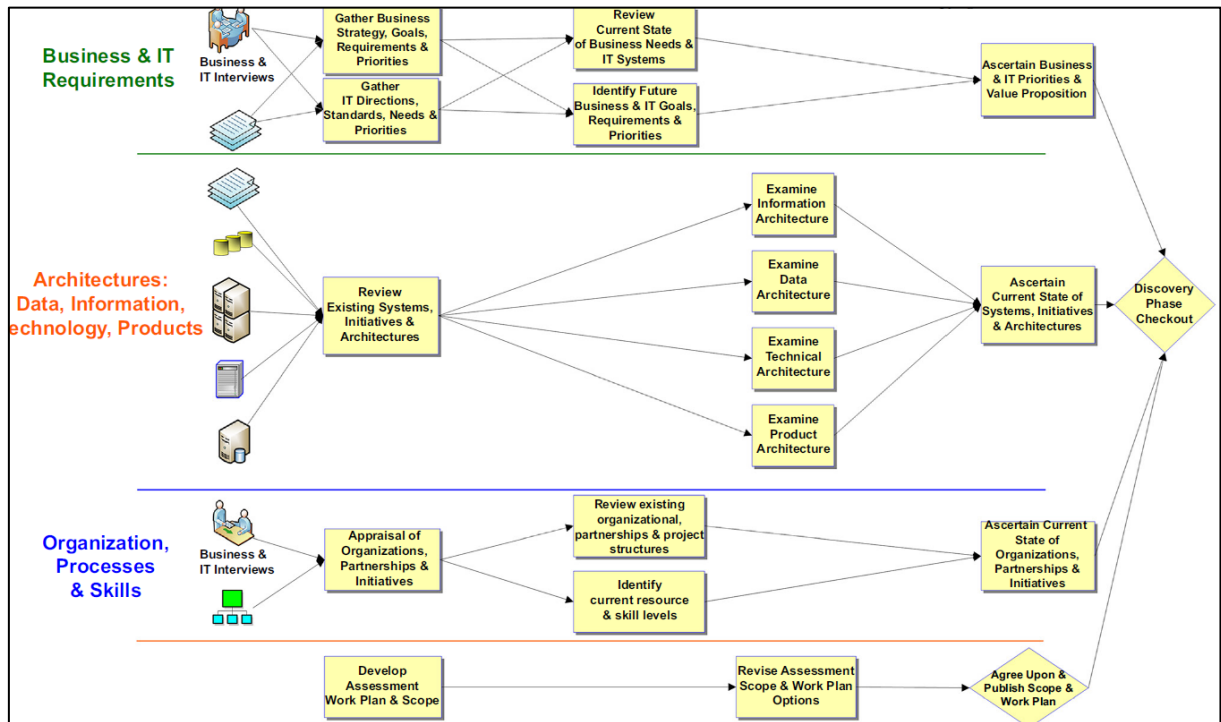 Business & IT
Requirements
Business &
IT Interviews
Gather Business
Strategy, Goals,
Requirements &
Priorities
Gather
IT Directions,
Standards, Needs &
Priorities
Review
Current State
of Business Needs &
IT Systems
Identify Future
Business & IT Goals,
Requirements &
Priorities
Ascertain Business
& IT Priorities &
Value Proposition
Architectures:
Data, Information,
echnology, Products
Review
Existing Systems,
Initiatives &
Architectures
Examine
Information
Architecture
Examine
Data
Architecture
Examine
Technical
Architecture
Examine
Product
Architecture
Ascertain
Current State of
Systems, Initiatives
& Architectures
Discovery
Phase
Checkout
Organization,
Processes
& Skills
Business &
IT Interviews
Appraisal of
Organizations,
Partnerships &
Initiatives
Review existing
organizational,
partnerships & project
structures
Identify
current resource
& skill levels
Ascertain Current
State of
Organizations,
Partnerships &
Initiatives
Develop
Assessment
Work Plan & Scope
Revise Assessment
Scope & Work Plan
Options
Agree Upon &
Publish Scope &
Work Plan